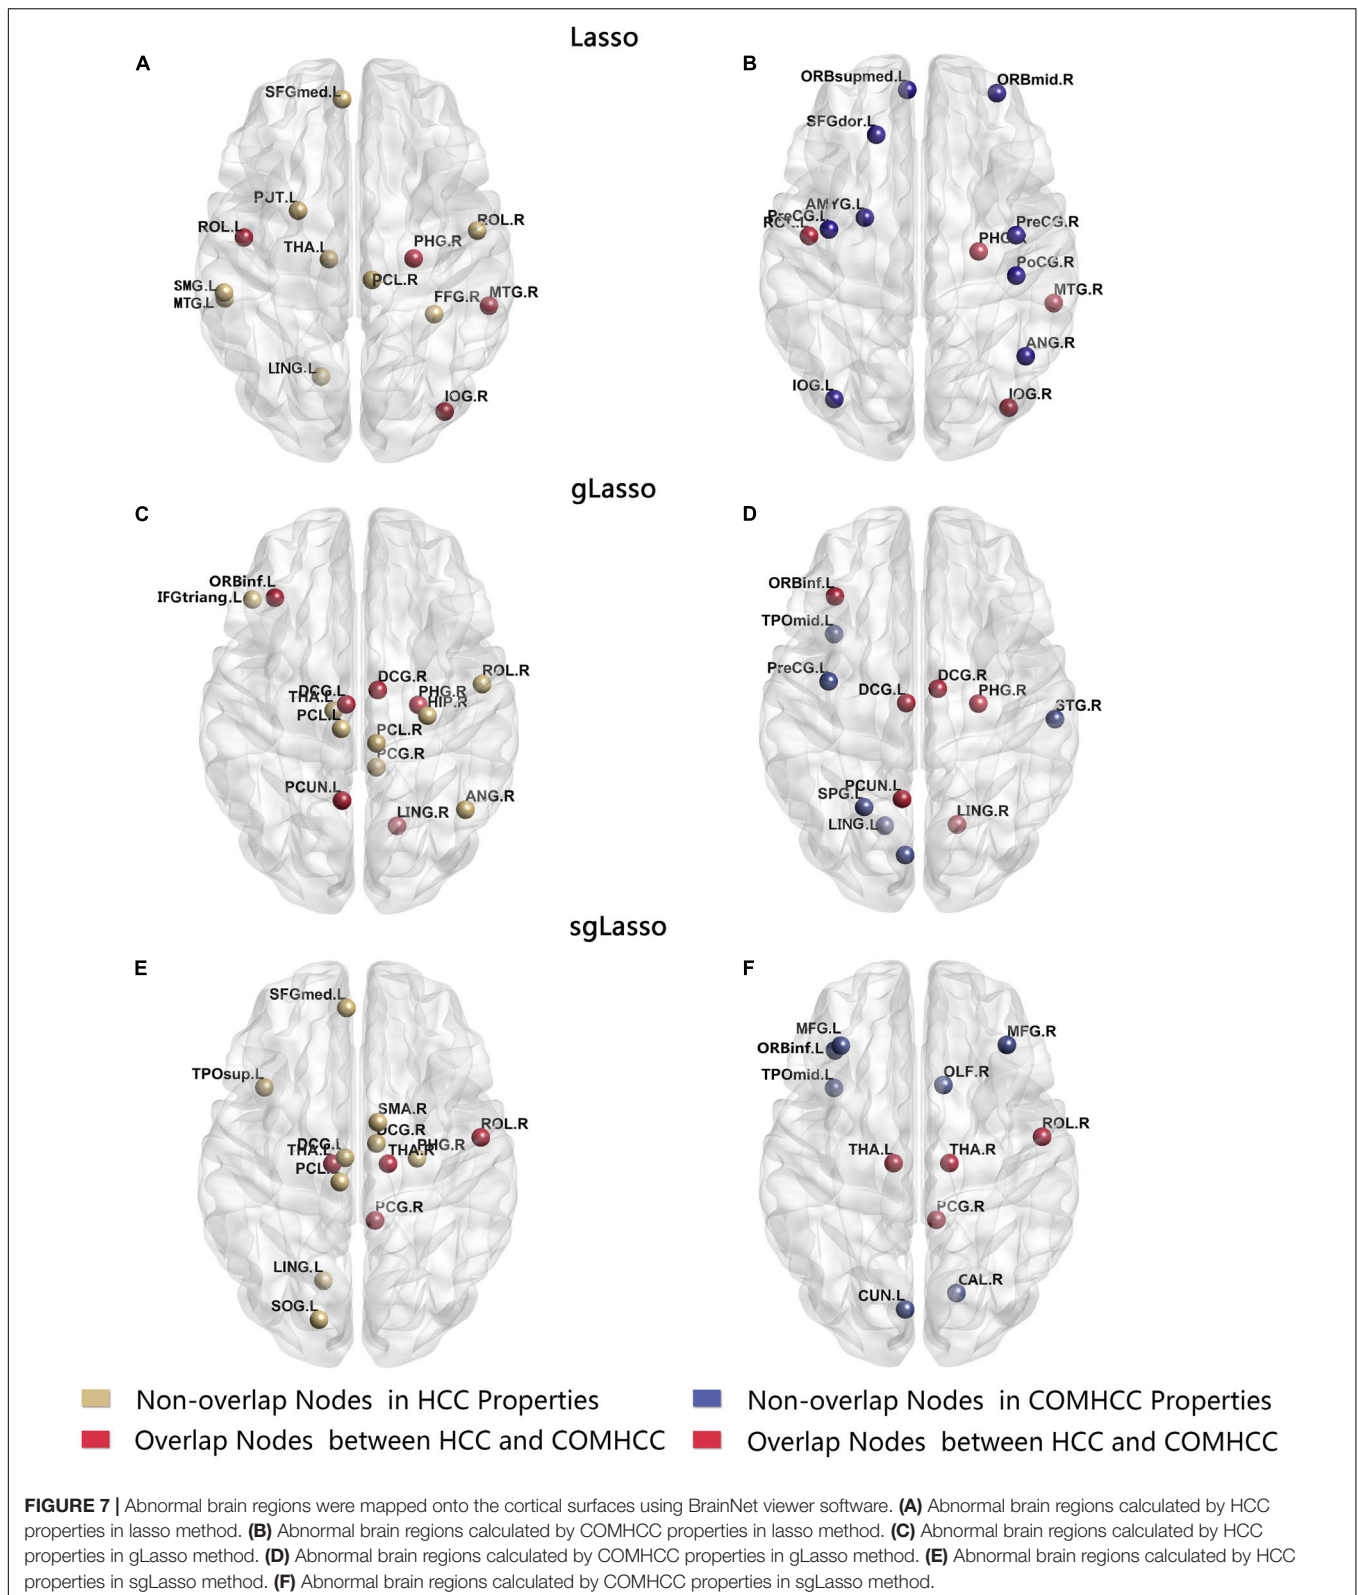 Lasso
A
SFGmed.L
PUT.L
ROL.L
ROL.R
THA.L
PHG.R
PCL.R
SMG.L
MTG.L
FFG.R
MTG.R
LING.L
IOG.R
B
ORBsupmed.L
ORBmid.R
SFGdor.L
AMYG.L
PreCG.L
PreCG.R
PoCG.R
MTG.R
ANG.R
IOG.L
IOG.R
gLasso
C
ORBinf.L
IFGtriang.L
ROL.R
DCG.R
DCG.L
PHG.R
THA.L
HIP.R
PCL.L
PCL.R
PCG.R
PCUN.L
ANG.R
LING.R
D
ORBinf.L
TPOmid.L
PreCG.L
DCG.R
DCG.L
PHG.R
STG.R
PCUN.L
SPG.L
LING.L
LING.R
sgLasso
E
SFGmed.L
TPOsup.L
SMA.R
DCG.R
ROL.R
PHG.R
THA.L
THA.R
PCG.R
LING.L
SOG.L
F
MFG.L
MFG.R
ORBinf.L
TPOmid.L
OLF.R
ROL.R
THA.L
THA.R
PCG.R
CAL.R
CUN.L
Non-overlap Nodes in HCC Properties
Overlap Nodes between HCC and COMHCC
Non-overlap Nodes in COMHCC Properties
Overlap Nodes between HCC and COMHCC
FIGURE 7 | Abnormal brain regions were mapped onto the cortical surfaces using BrainNet viewer software. (A) Abnormal brain regions calculated by HCC
properties in lasso method. (B) Abnormal brain regions calculated by COMHCC properties in lasso method. (C) Abnormal brain regions calculated by HCC
properties in gLasso method. (D) Abnormal brain regions calculated by COMHCC properties in gLasso method. (E) Abnormal brain regions calculated by HCC
properties in sgLasso method. (F) Abnormal brain regions calculated by COMHCC properties in sgLasso method.